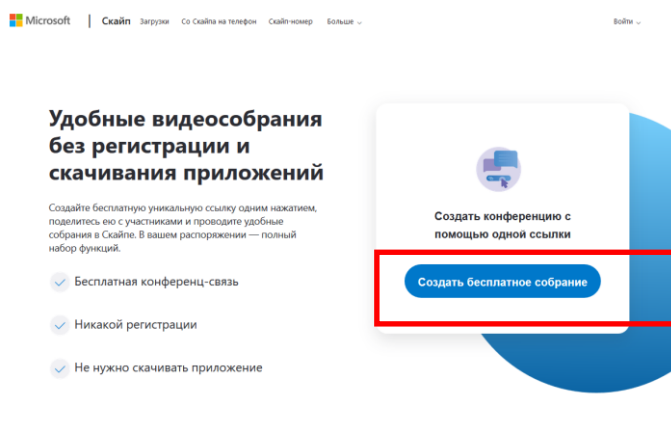 Microsoft | Скайп Загрузки Со Скайпа на телефон Скайп-номер Больше Войти
Удобные видеособрания
без регистрации и
скачивания приложений
Создайте бесплатную уникальную ссылку одним нажатием,
поделитесь ею с участниками и проводите удобные
собрания в Скайпе. В вашем распоряжении — полный
набор функций.
Бесплатная конференц-связь
Никакой регистрации
Не нужно скачивать приложение
Создать конференцию с
помощью одной ссылки
Создать бесплатное собрание